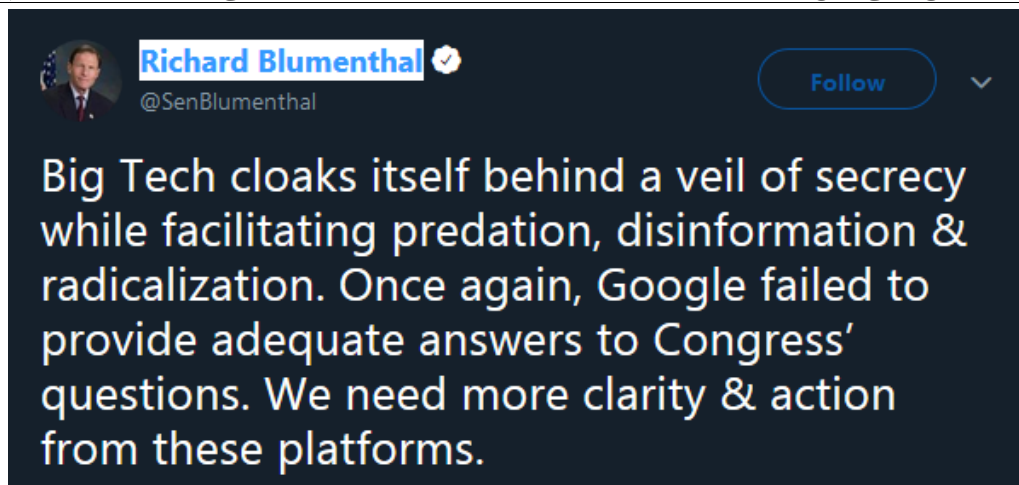 Richard Blumenthal
@SenBlumenthal
Follow
Big Tech cloaks itself behind a veil of secrecy
while facilitating predation, disinformation &
radicalization. Once again, Google failed to
provide adequate answers to Congress’
questions. We need more clarity & action
from these platforms.